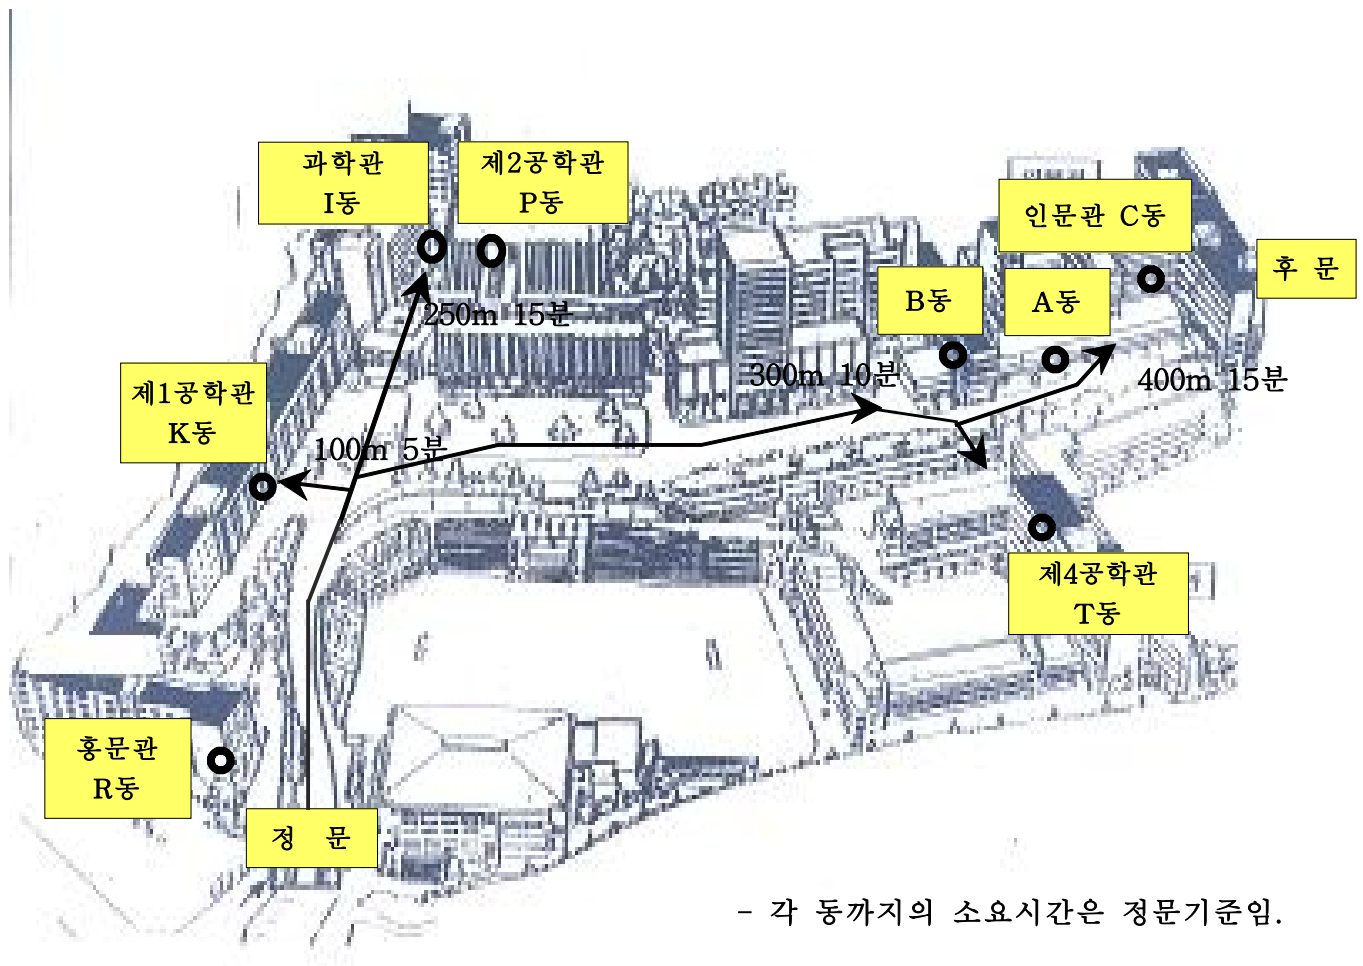 과학관
I동
제2공학관
P동
인문관 C동
후 문
B동
A동
250m 15분
300m 10분
400m 15분
제1공학관
K동
100m 5분
제4공학관
T동
홍문관
R동
정 문
- 각 동까지의 소요시간은 정문기준임.